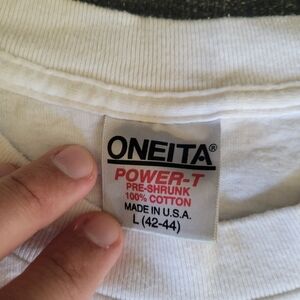 ONEITA®
POWER-T
PRE-SHRUNK
100% COTTON
MADE IN U.S.A.
L (42-44)